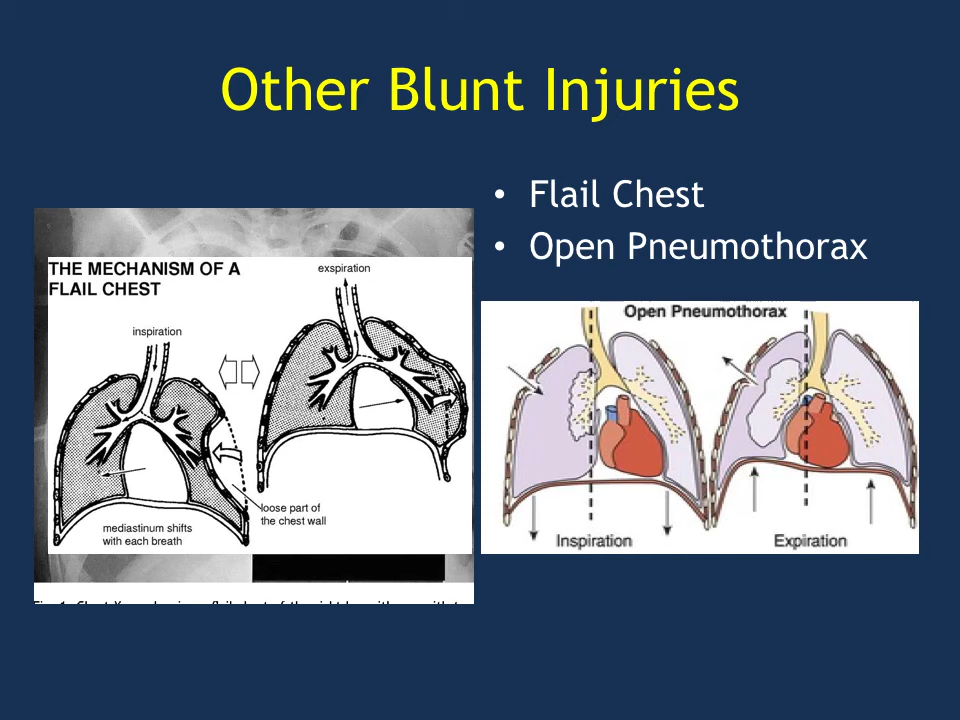 Other Blunt Injuries
• Flail Chest
• Open Pneumothorax
THE MECHANISM OF A
FLAIL CHEST
exspiration
inspiration
loose part of
the chest wall
mediastinum shifts
with each breath
Open Pneumothorax
Inspiration
Expiration